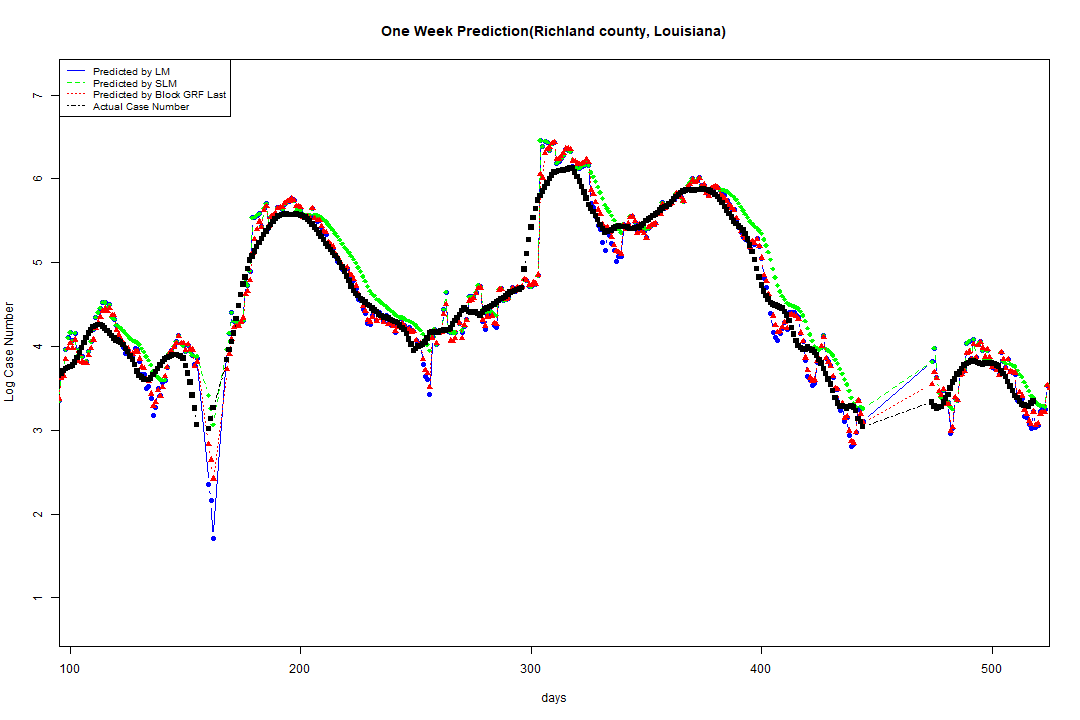 One Week Prediction(Richland county, Louisiana)
Predicted by LM
Predicted by SLM
Predicted by Block GRF Last
Actual Case Number
7
6
5
4
3
2
1
Log Case Number
100 200 300 400 500
days